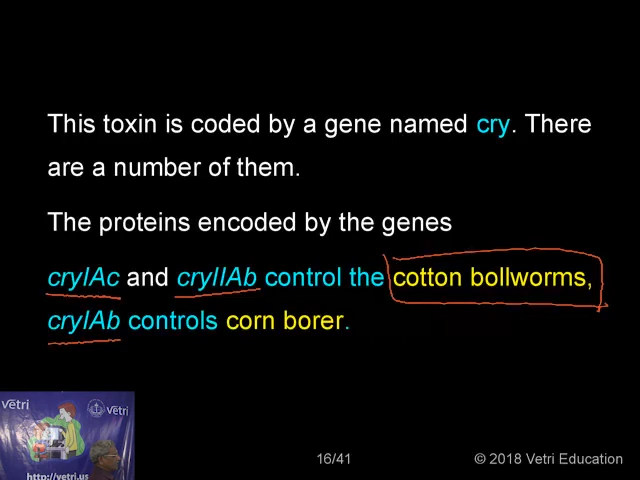 This toxin is coded by a gene named cry. There
are a number of them.
The proteins encoded by the genes
cryIAc and cryIIAb control the cotton bollworms,
cryIAb controls corn borer.
vetri
vetri
http://vetri.us
16/41
© 2018 Vetri Education